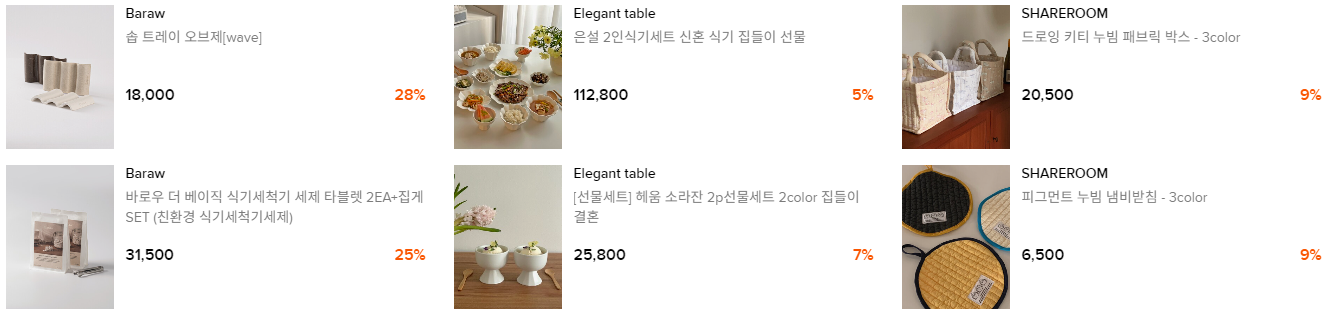 Baraw
솝 트레이 오브제[wave]
18,000
28%
Elegant table
은설 2인식기세트 신혼 식기 집들이 선물
112,800
5%
SHAREROOM
드로잉 키티 누빔 패브릭 박스 - 3color
20,500
9%
Baraw
바로우 더 베이직 식기세척기 세제 타블렛 2EA+집게
SET (친환경 식기세척기세제)
31,500
25%
Elegant table
[선물세트] 헤움 소라잔 2p선물세트 2color 집들이
결혼
25,800
7%
SHAREROOM
피그먼트 누빔 냄비받침 - 3color
6,500
9%